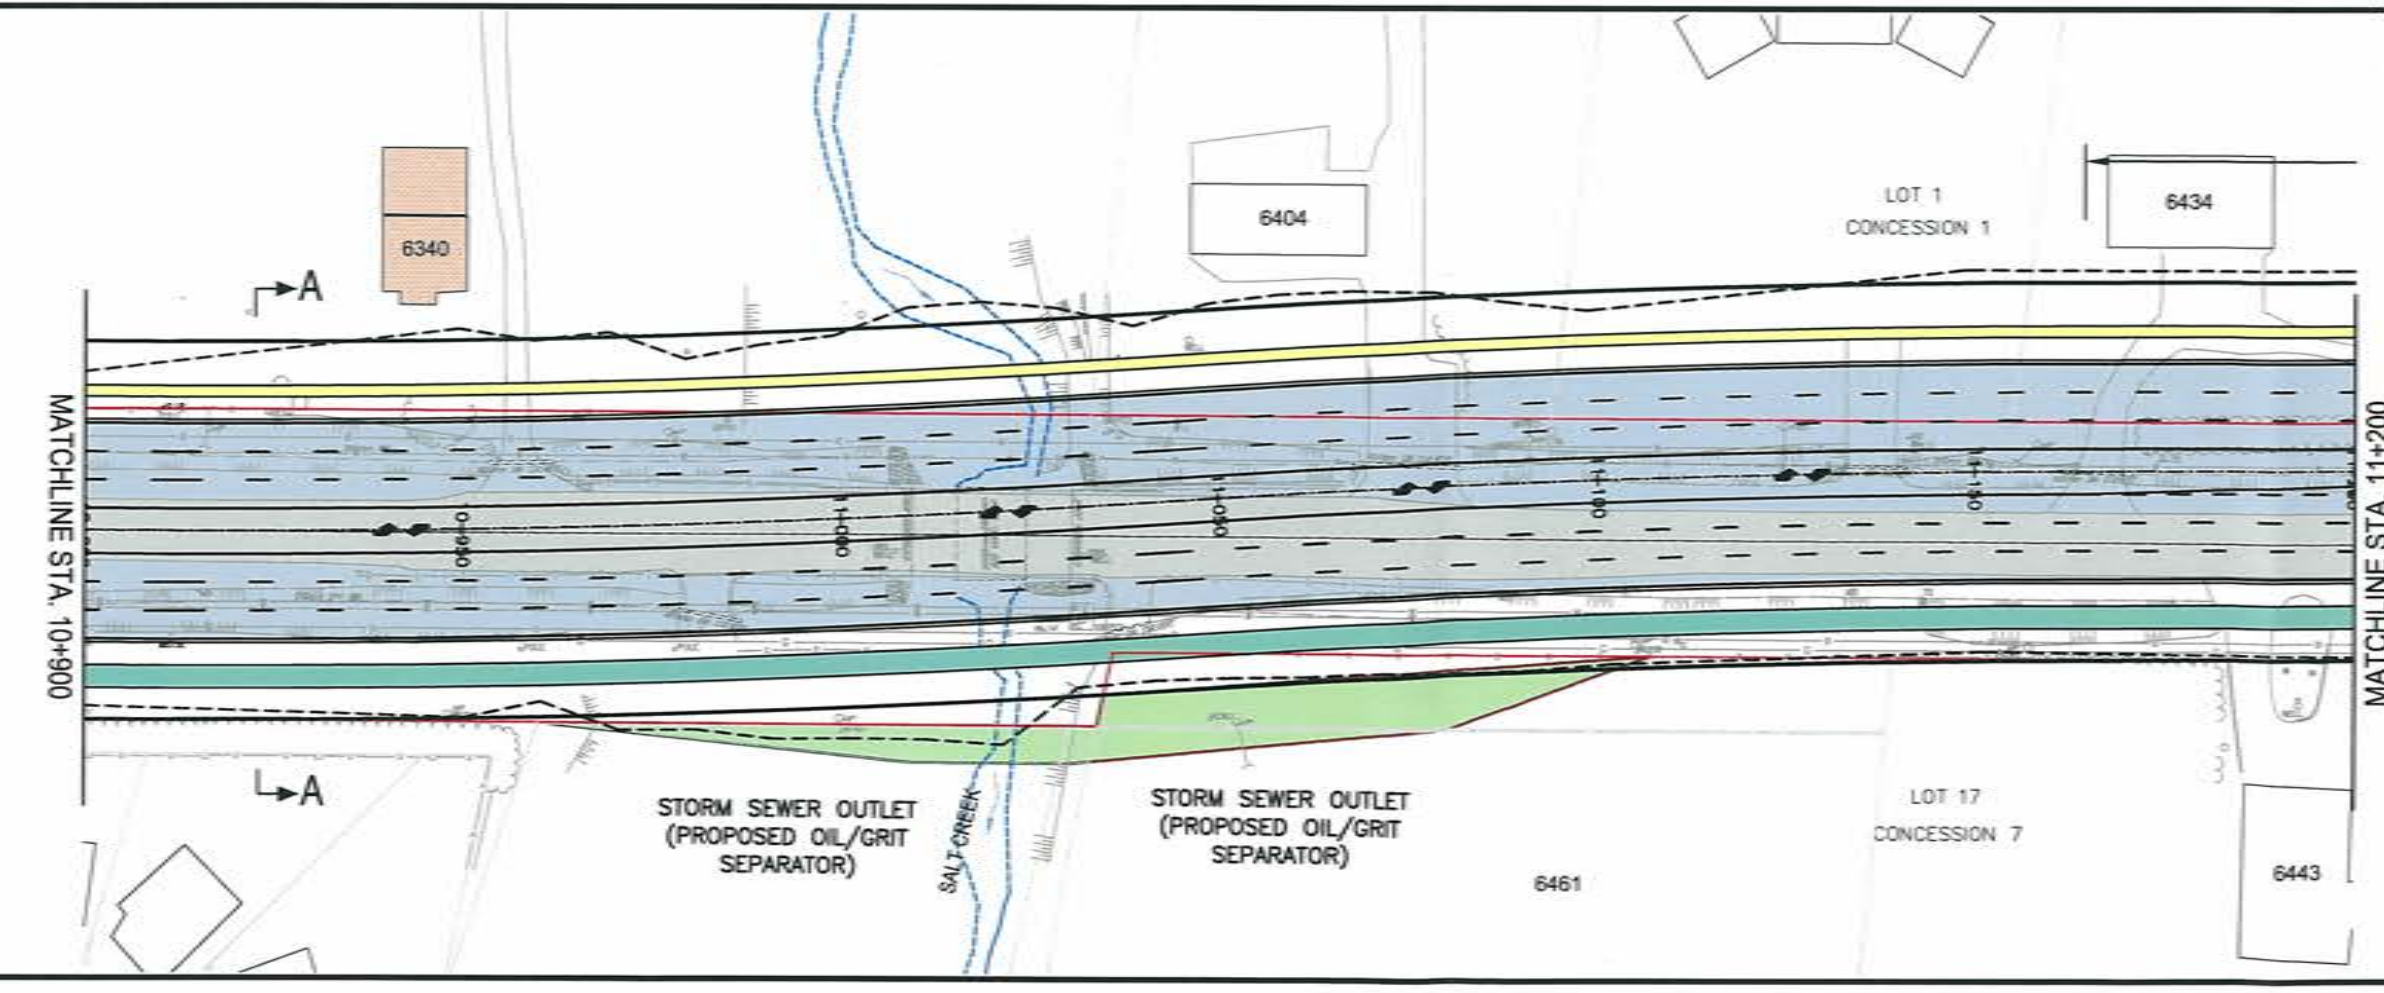 6340
A
6404
LOT 1
CONCESSION 1
6434
MATCHLINE STA. 10+900
0+950
11+000
11+050
11+100
11+150
MATCHLINE STA. 11+200
A
STORM SEWER OUTLET
(PROPOSED OIL/GRIT
SEPARATOR)
SALT CREEK
STORM SEWER OUTLET
(PROPOSED OIL/GRIT
SEPARATOR)
LOT 17
CONCESSION 7
6461
6443